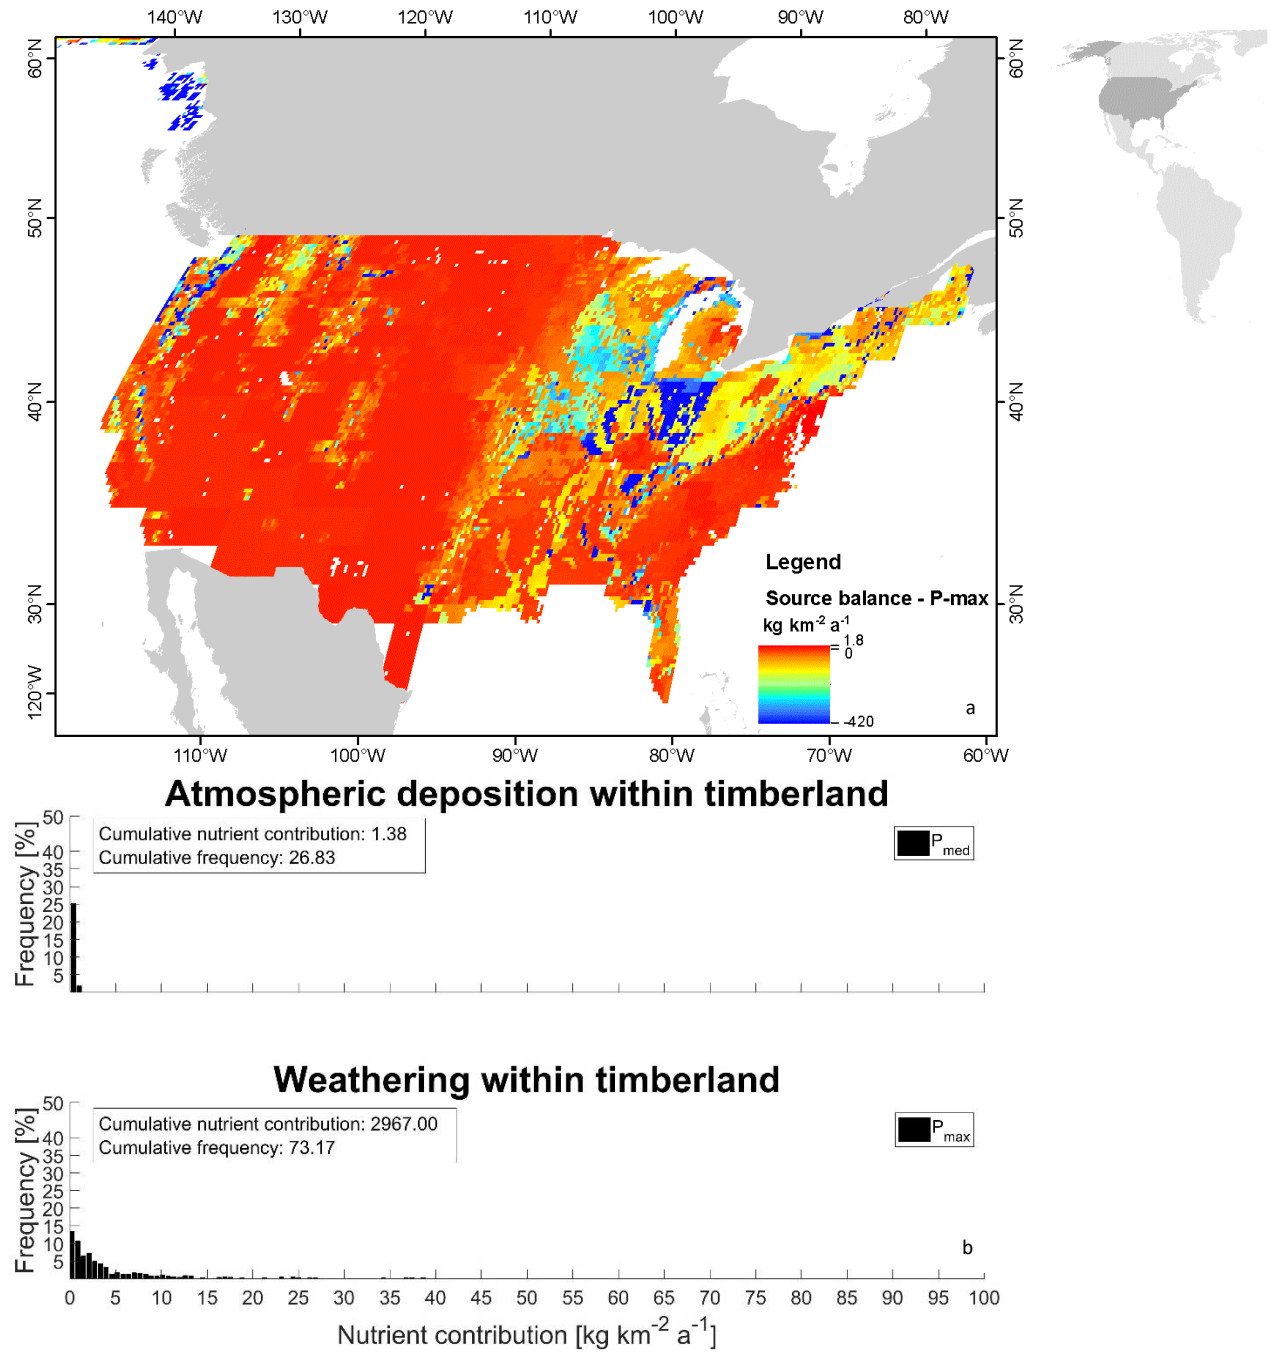 140°W 130°W 120°W 110°W 100°W 90°W 80°W
60°N 60°N
50°N 50°N
40°N 40°N
30°N 30°N
120°W
Legend
Source balance - P-max
kg km-2 a-1
1.8
0
-420
a
110°W 100°W 90°W 80°W 70°W 60°W
Atmospheric deposition within timberland
Frequency [%]
50
40
35
30
25
20
15
10
5
Cumulative nutrient contribution: 1.38
Cumulative frequency: 26.83
Pmed
Weathering within timberland
Frequency [%]
50
40
35
30
25
20
15
10
5
Cumulative nutrient contribution: 2967.00
Cumulative frequency: 73.17
Pmax
b
0 5 10 15 20 25 30 35 40 45 50 55 60 65 70 75 80 85 90 95 100
Nutrient contribution [kg km-2 a-1]